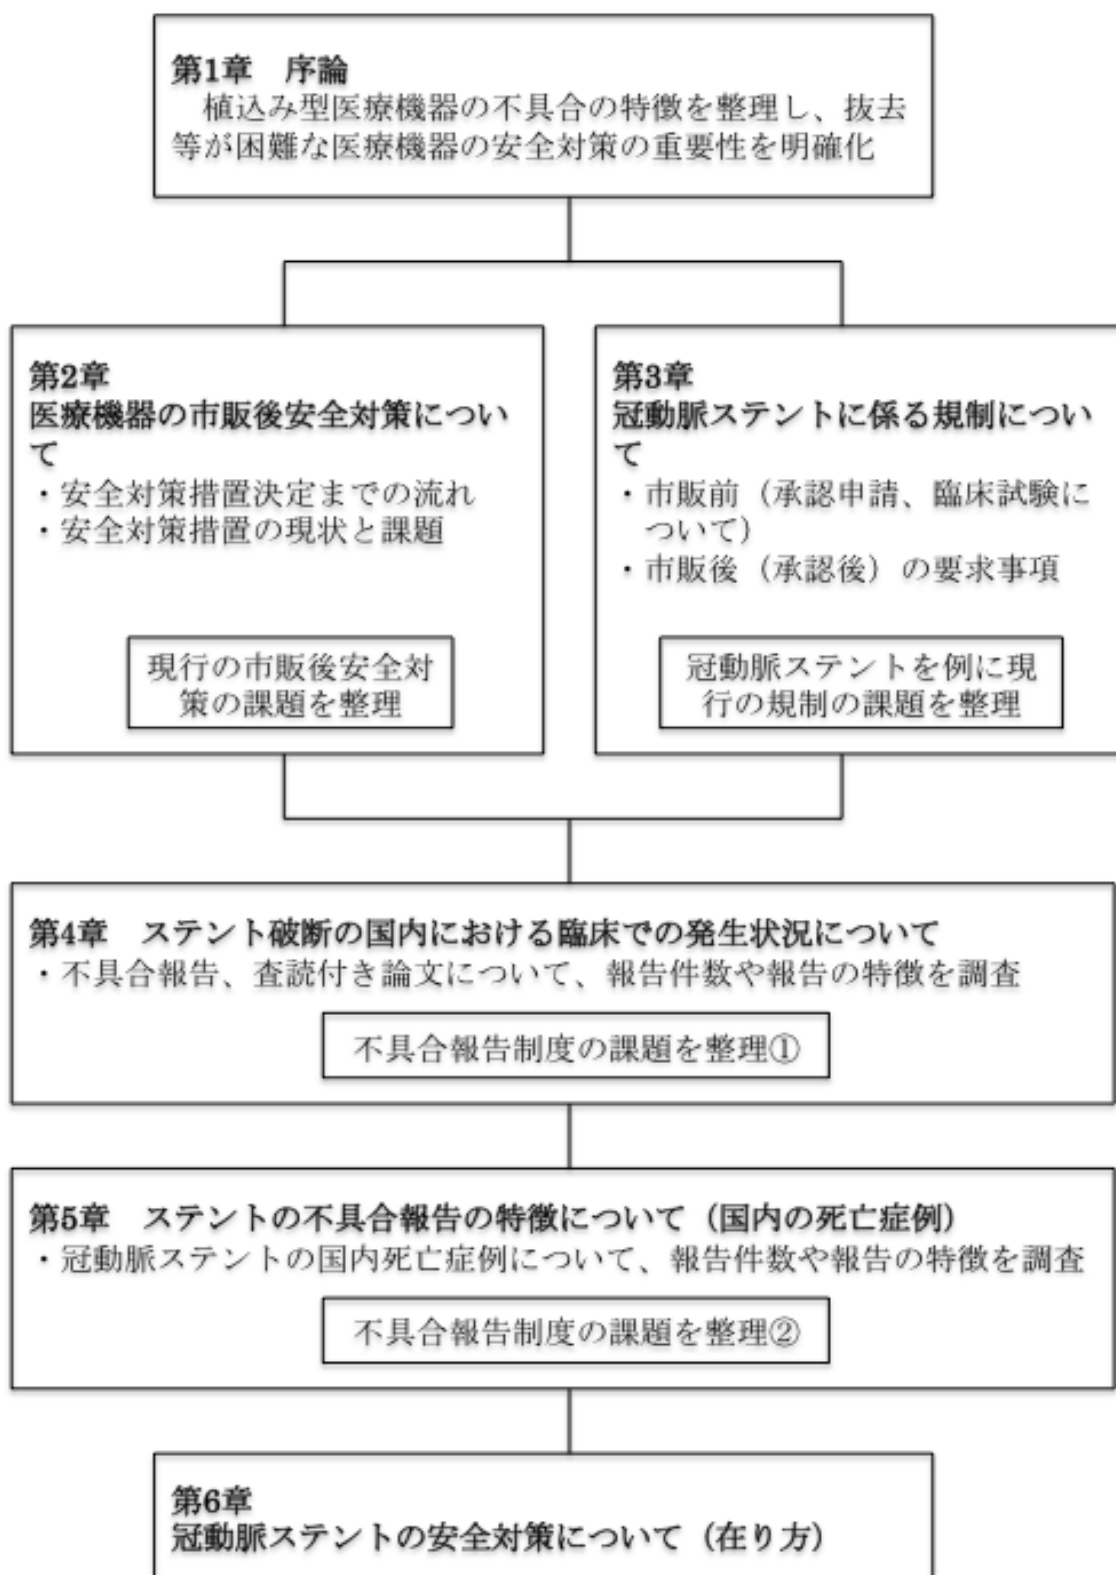 第1章　序論
　植込み型医療機器の不具合の特徴を整理し、抜去
等が困難な医療機器の安全対策の重要性を明確化
第2章
医療機器の市販後安全対策につい
て
・安全対策措置決定までの流れ
・安全対策措置の現状と課題
現行の市販後安全対
策の課題を整理
第3章
冠動脈ステントに係る規制につい
て
・市販前（承認申請、臨床試験に
ついて）
・市販後（承認後）の要求事項
冠動脈ステントを例に現
行の規制の課題を整理
第4章　ステント破断の国内における臨床での発生状況について
・不具合報告、査読付き論文について、報告件数や報告の特徴を調査
不具合報告制度の課題を整理①
第5章　ステントの不具合報告の特徴について（国内の死亡症例）
・冠動脈ステントの国内死亡症例について、報告件数や報告の特徴を調査
不具合報告制度の課題を整理②
第6章
冠動脈ステントの安全対策について（在り方）